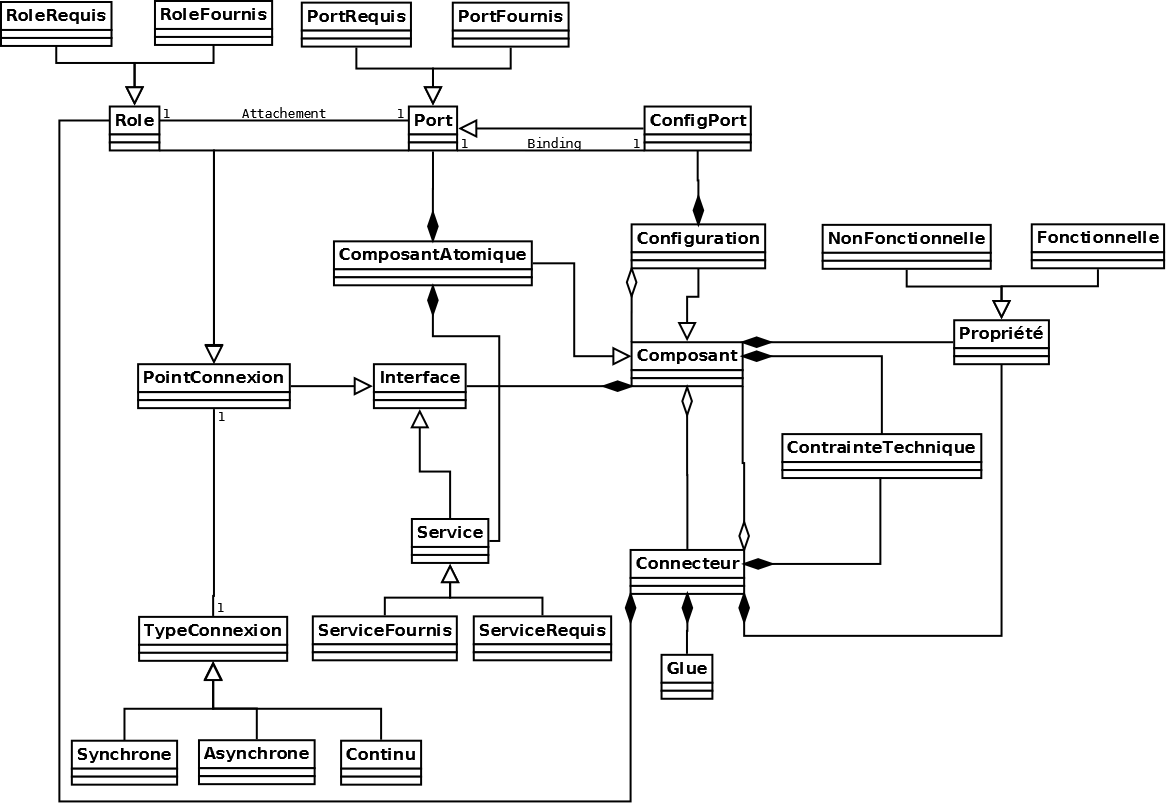 RoleRequis
RoleFournis
PortRequis
PortFournis
Role
1
Attachement
1
Port
ConfigPort
1
Binding
1
ComposantAtomique
Configuration
NonFonctionnelle
Fonctionnelle
Propriété
Composant
PointConnexion
Interface
1
ContrainteTechnique
Service
Connecteur
1
TypeConnexion
ServiceFournis
ServiceRequis
Glue
Synchrone
Asynchrone
Continu